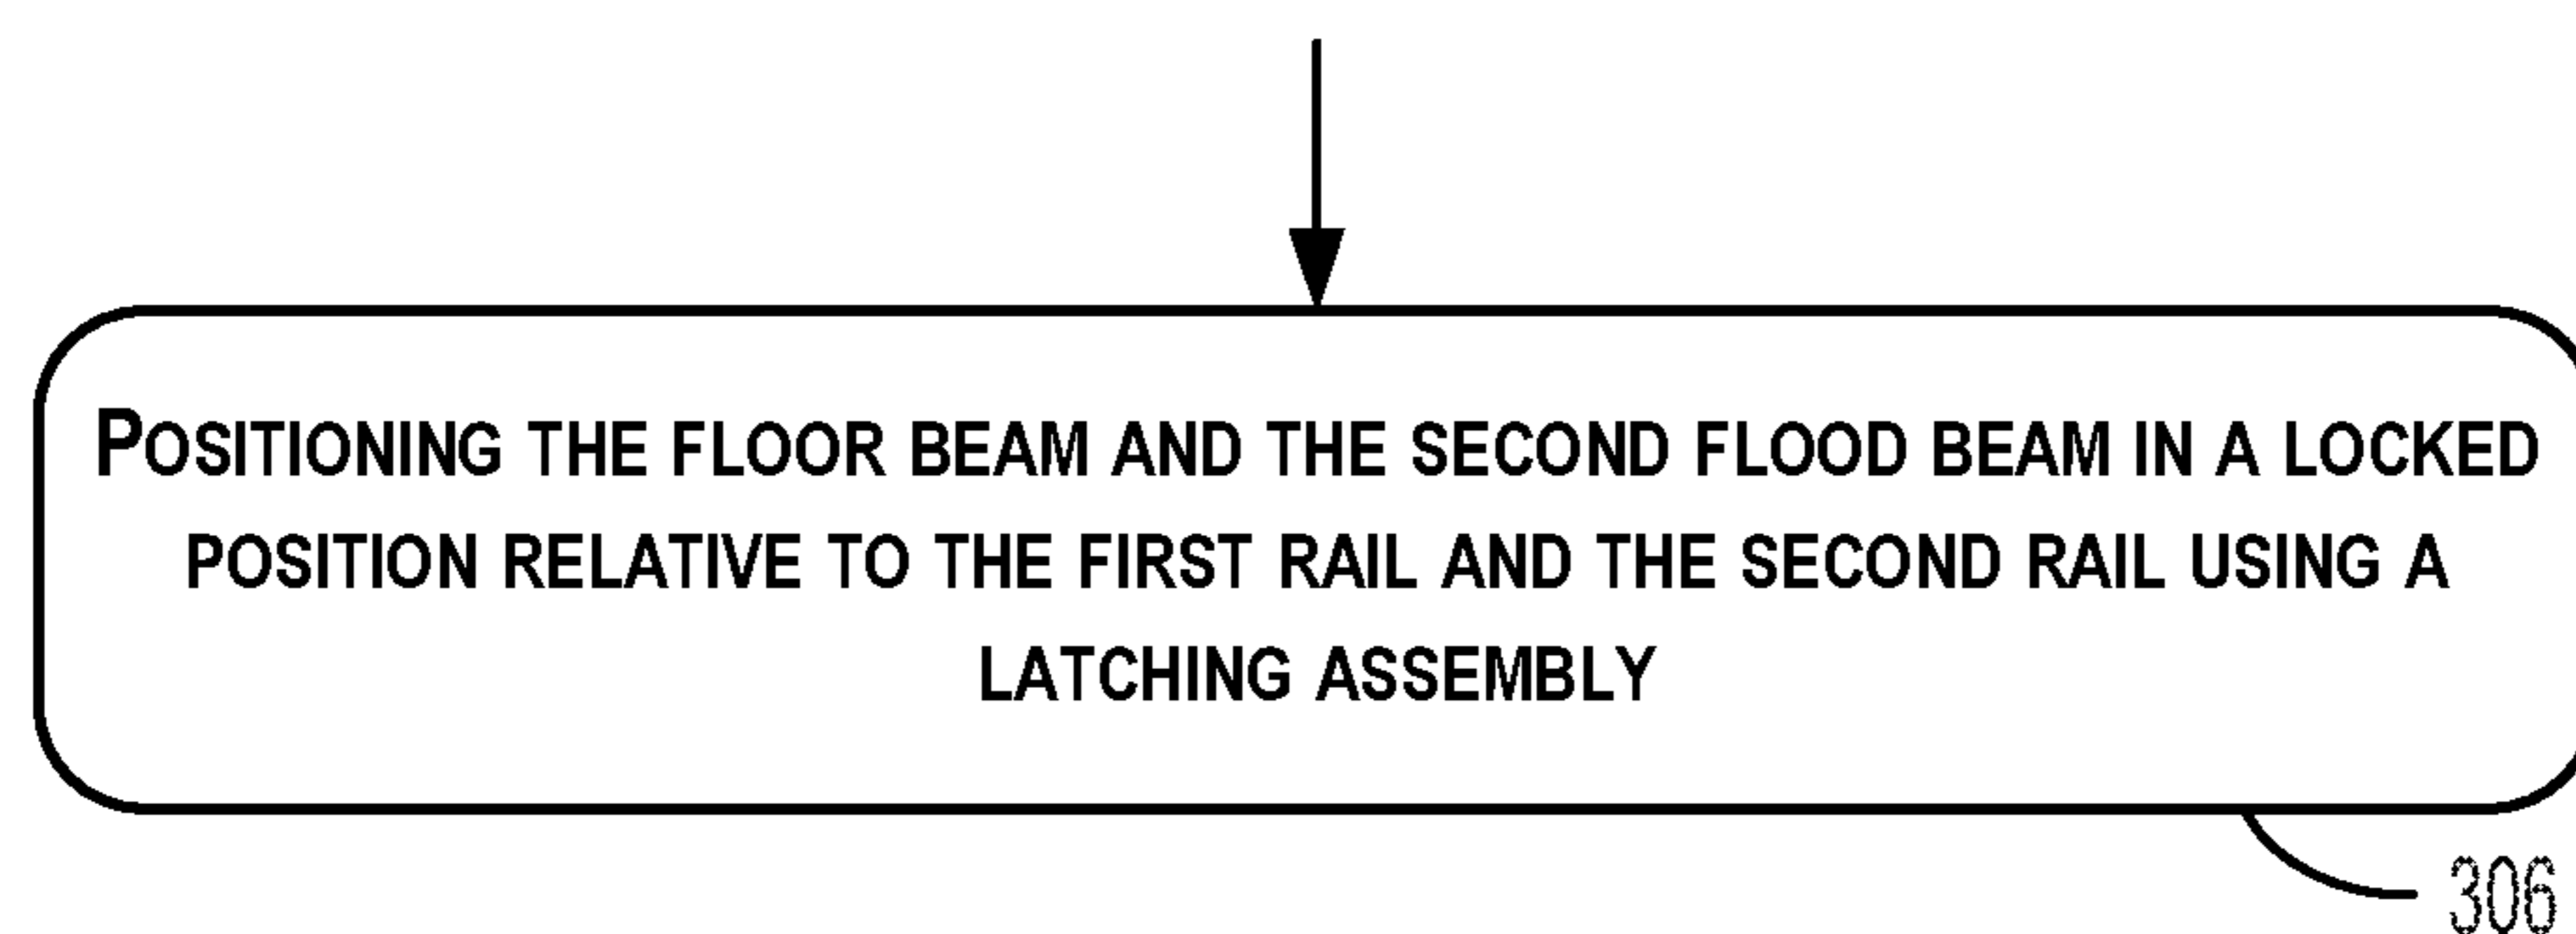 POSITIONING THE FLOOR BEAM AND THE SECOND FLOOD BEAM IN A LOCKED
POSITION RELATIVE TO THE FIRST RAIL AND THE SECOND RAIL USING A
LATCHING ASSEMBLY
306